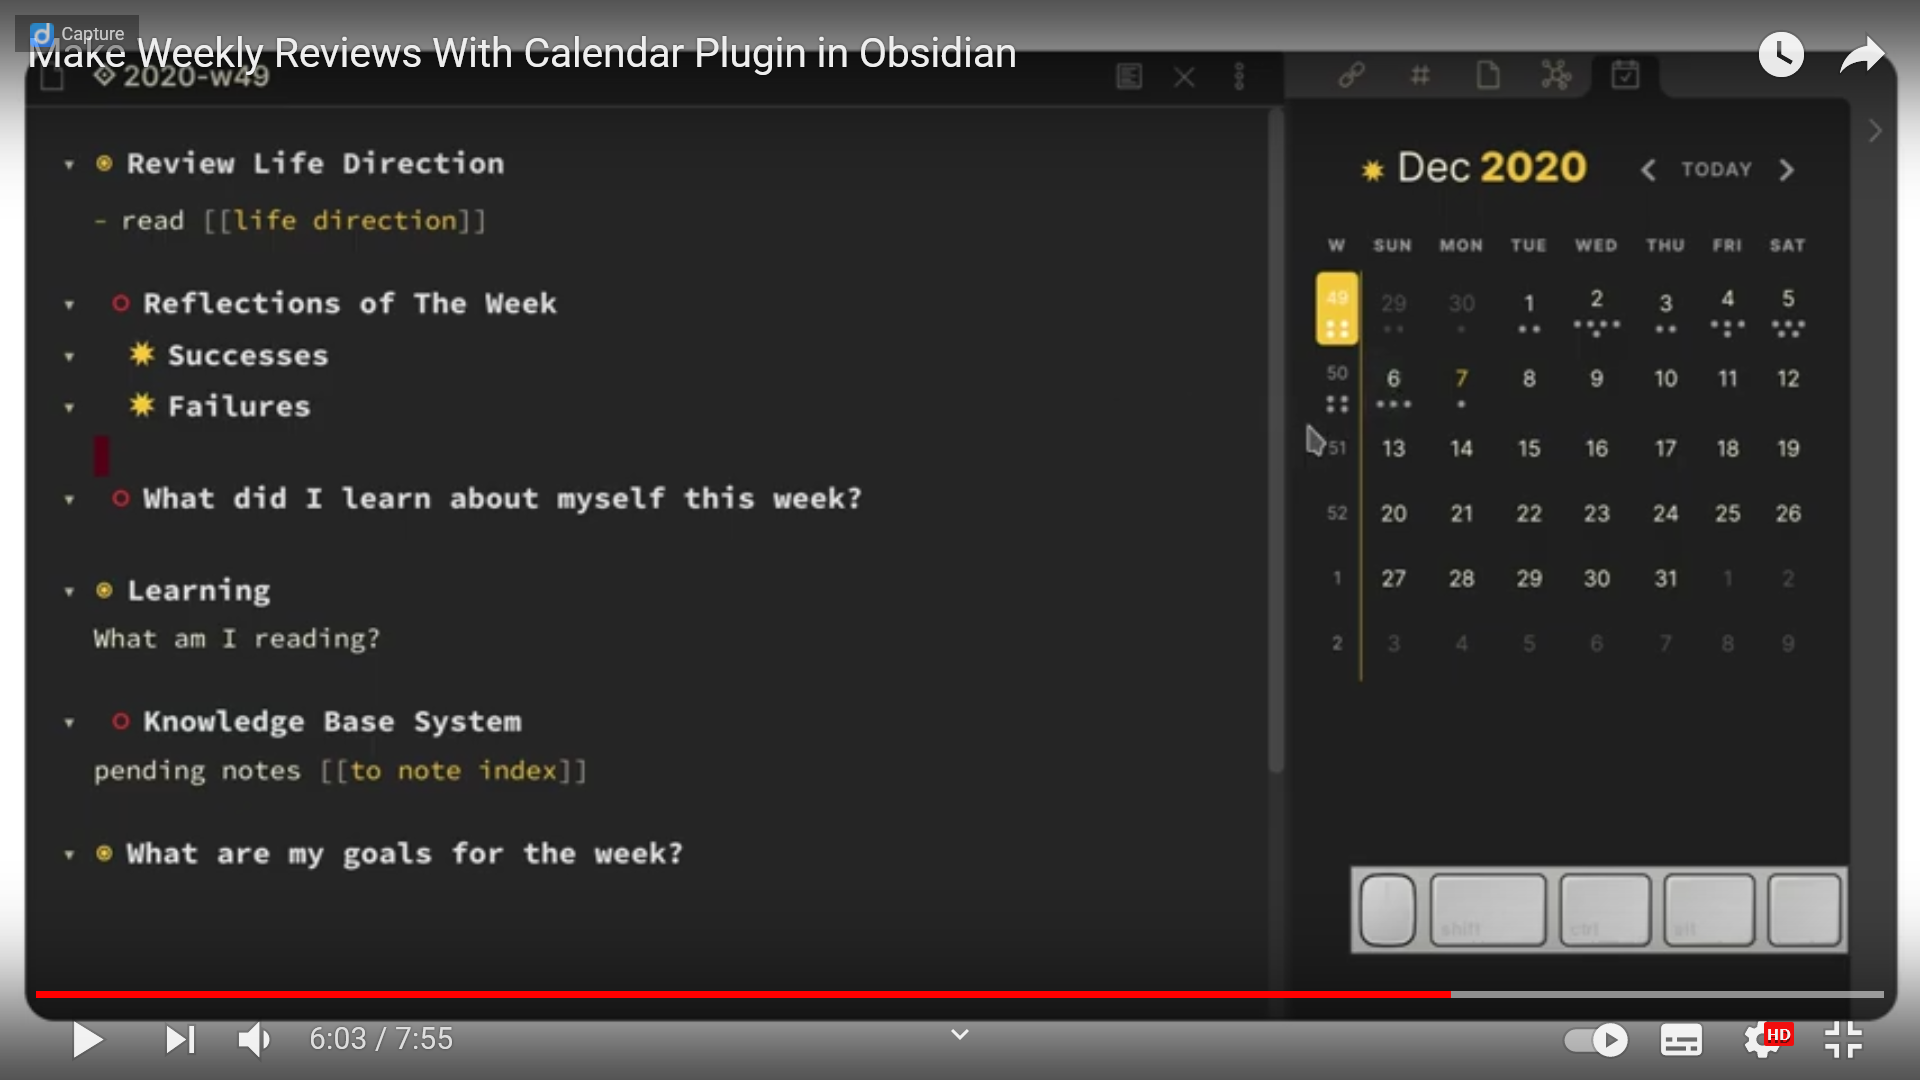 Capture
Make Weekly Reviews With Calendar Plugin in Obsidian
2020-w49
Review Life Direction
- read [[life direction]]
Reflections of The Week
Successes
Failures
What did I learn about myself this week?
Learning
What am I reading?
Knowledge Base System
pending notes [[to note index]]
What are my goals for the week?
Dec 2020 TODAY
W SUN MON TUE WED THU FRI SAT
49 29 30 1 2 3 4 5
50 6 7 8 9 10 11 12
51 13 14 15 16 17 18 19
52 20 21 22 23 24 25 26
1 27 28 29 30 31 1 2
2 3 4 5 6 7 8 9
shift ctrl alt
6:03 / 7:55
HD